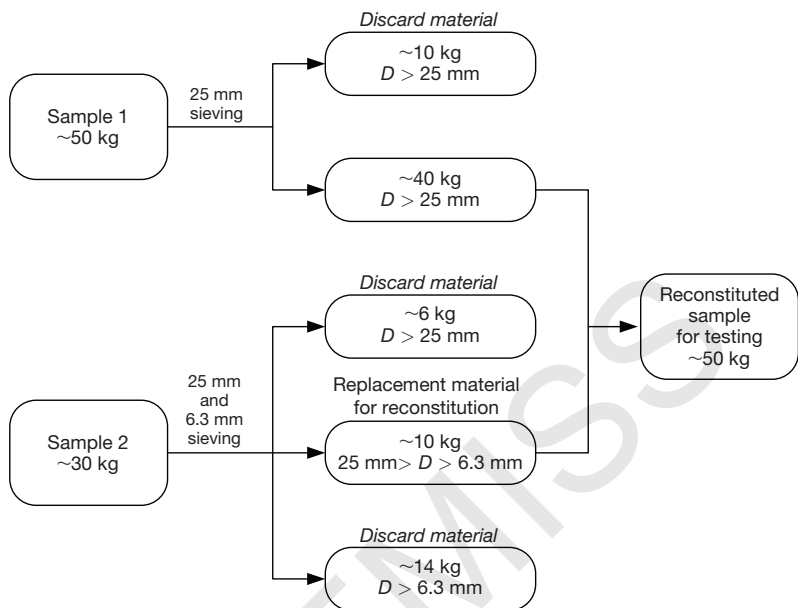 Discard material
~10 kg
D > 25 mm
Sample 1
~50 kg
25 mm
sieving
~40 kg
D > 25 mm
Discard material
~6 kg
D > 25 mm
Reconstituted
sample
for testing
~50 kg
Sample 2
~30 kg
25 mm
and
6.3 mm
sieving
Replacement material
for reconstitution
~10 kg
25 mm> D > 6.3 mm
Discard material
~14 kg
D > 6.3 mm